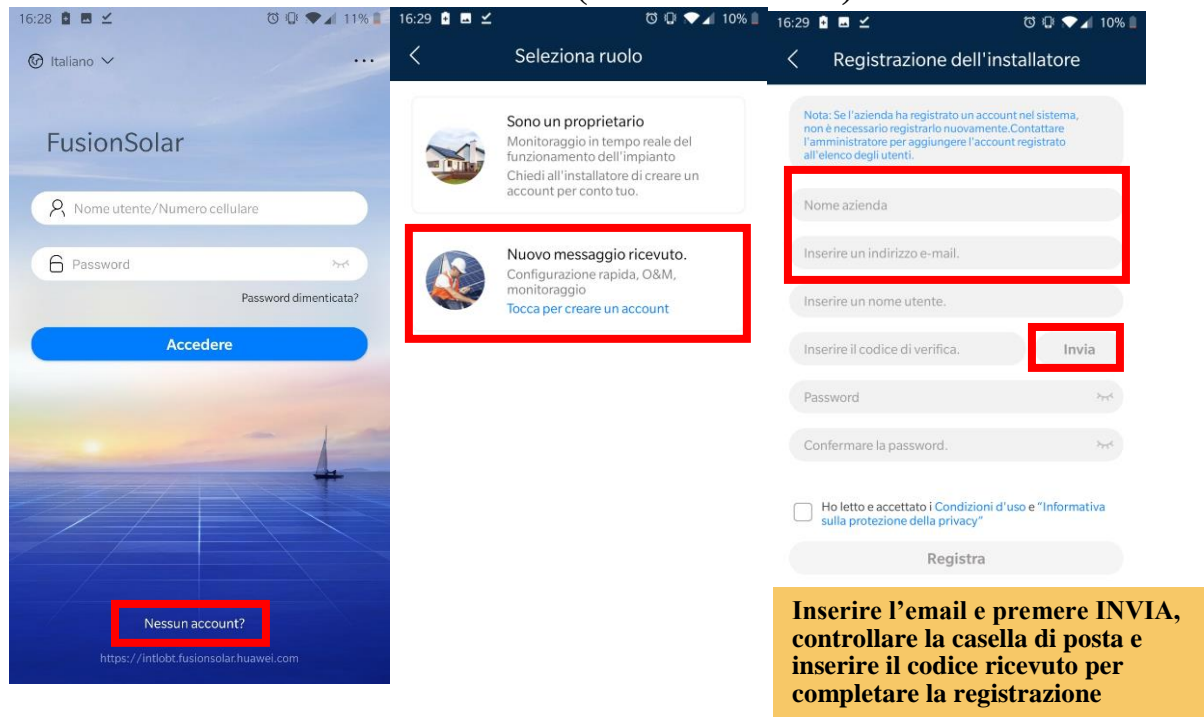 16:28 11%
Italiano
...
FusionSolar
Nome utente/Numero cellulare
Password
Password dimenticata?
Accedere
Nessun account?
https://intlobt.fusionsolar.huawei.com
16:29 10%
Seleziona ruolo
Sono un proprietario
Monitoraggio in tempo reale del
funzionamento dell'impianto
Chiedi all'installatore di creare un
account per conto tuo.
Nuovo messaggio ricevuto.
Configurazione rapida, O&M,
monitoraggio
Tocca per creare un account
16:29 10%
Registrazione dell'installatore
Nota: Se l'azienda ha registrato un account nel sistema,
non è necessario registrarlo nuovamente.Contattare
l'amministratore per aggiungere l'account registrato
all'elenco degli utenti.
Nome azienda
Inserire un indirizzo e-mail.
Inserire un nome utente.
Inserire il codice di verifica. Invia
Password
Confermare la password.
Ho letto e accettato i Condizioni d'uso e "Informativa
sulla protezione della privacy"
Registra
Inserire l'email e premere INVIA,
controllare la casella di posta e
inserire il codice ricevuto per
completare la registrazione